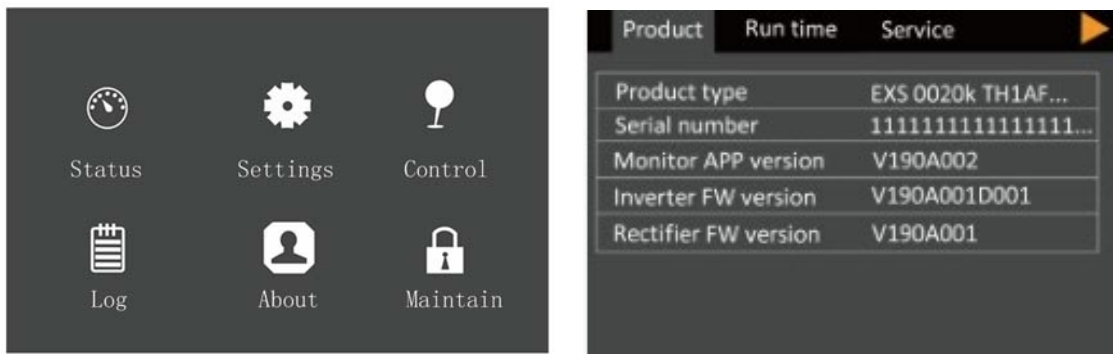 Status Settings Control
Log About Maintain
Product Run time Service
Product type EXS 0020k TH1AF...
Serial number 1111111111111111...
Monitor APP version V190A002
Inverter FW version V190A001D001
Rectifier FW version V190A001